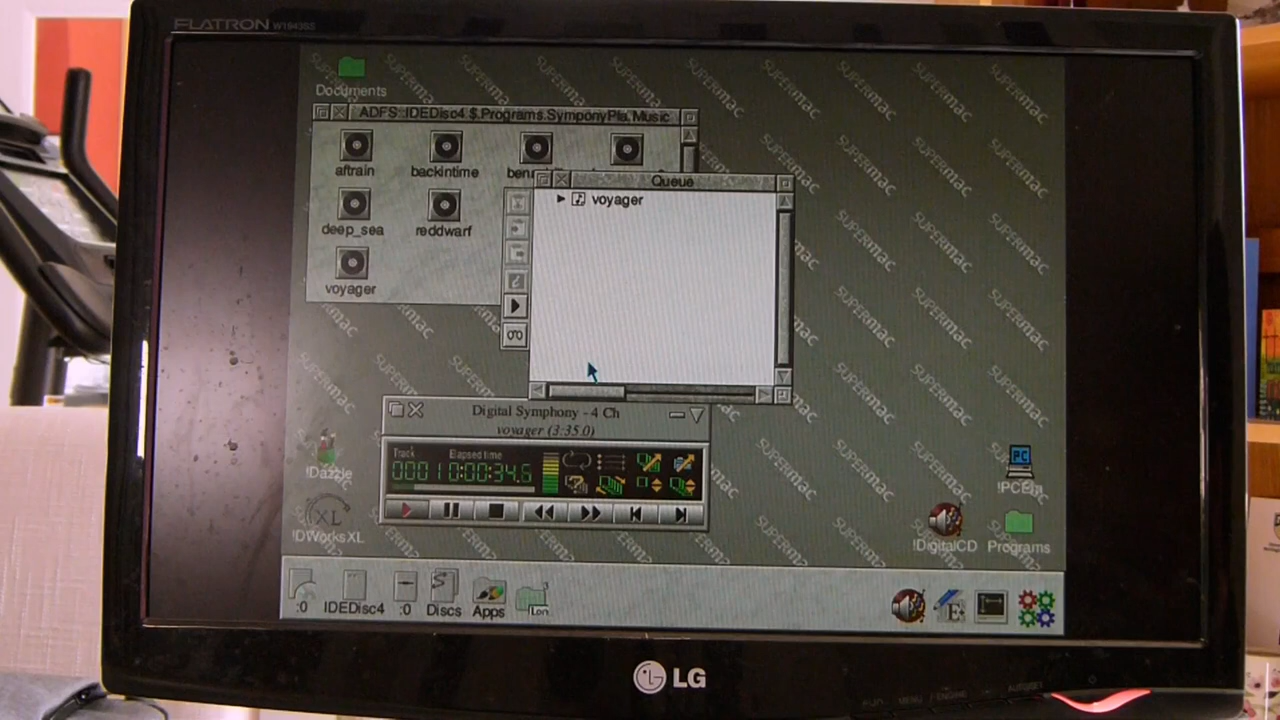 FLATRON W1943SS
SUPERMAC
Documents
ADFS::IDEDisc4.$.Programs.SymponyPla.Music
aftrain
backintime
deep_sea
reddwarf
voyager
Queue
voyager
Digital Symphony - 4 Ch
voyager (3:35.0)
Track
Elapsed time
0001 0:00:34.5
!Dazzle
!DWorksXL
PC
!DigitalCD
Programs
:0
IDEDisc4
:0
Discs
Apps
LG